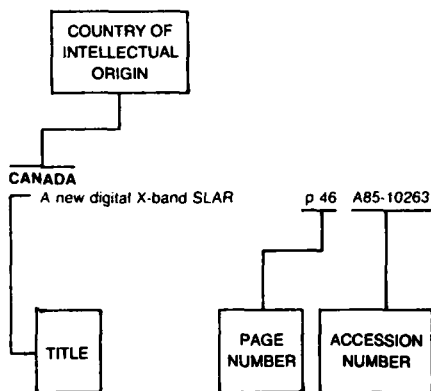 COUNTRY OF
INTELLECTUAL
ORIGIN
CANADA
A new digital X-band SLAR p 46 A85-10263
TITLE
PAGE
NUMBER
ACCESSION
NUMBER